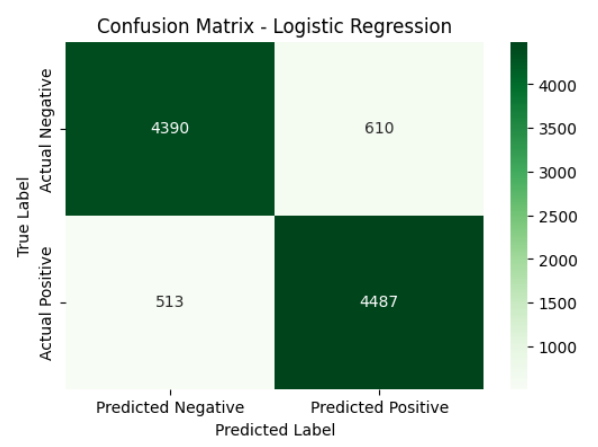 Confusion Matrix - Logistic Regression
True Label
Actual Negative
Actual Positive
4390
610
513
4487
Predicted Negative
Predicted Positive
Predicted Label
4000
3500
3000
2500
2000
1500
1000